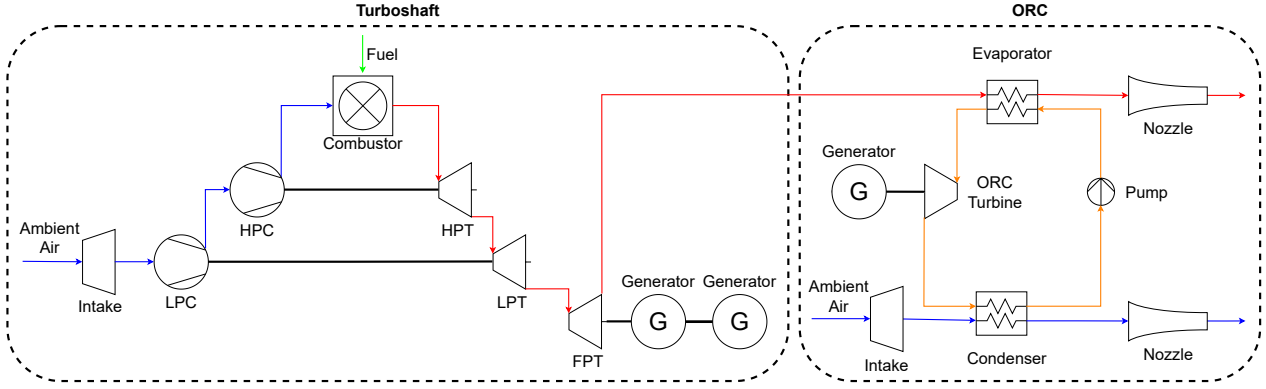 Turboshaft
ORC
Fuel
Evaporator
Combustor
Nozzle
Generator
G
ORC
Turbine
Pump
HPC
HPT
Ambient
Air
Intake
LPC
LPT
Generator
Generator
G
G
FPT
Ambient
Air
Intake
Condenser
Nozzle